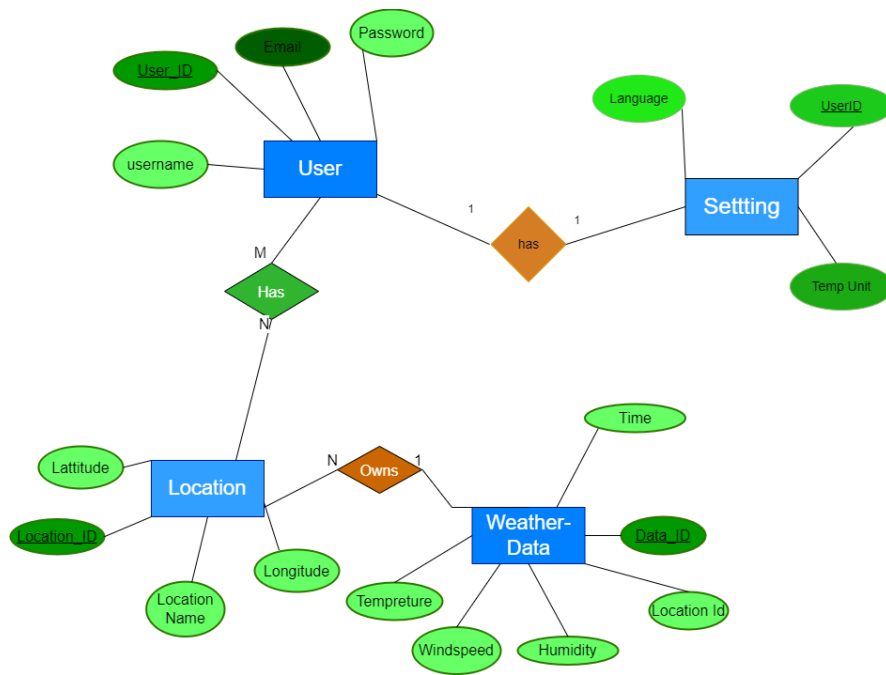 Password
Email
User_ID
Language
UserID
username
User
Settting
1
1
has
M
Has
Temp Unit
N
Time
Lattitude
N
Owns
1
Location
Location_ID
Weather-
Data
Data_ID
Longitude
Tempreture
Location
Name
Location Id
Windspeed
Humidity